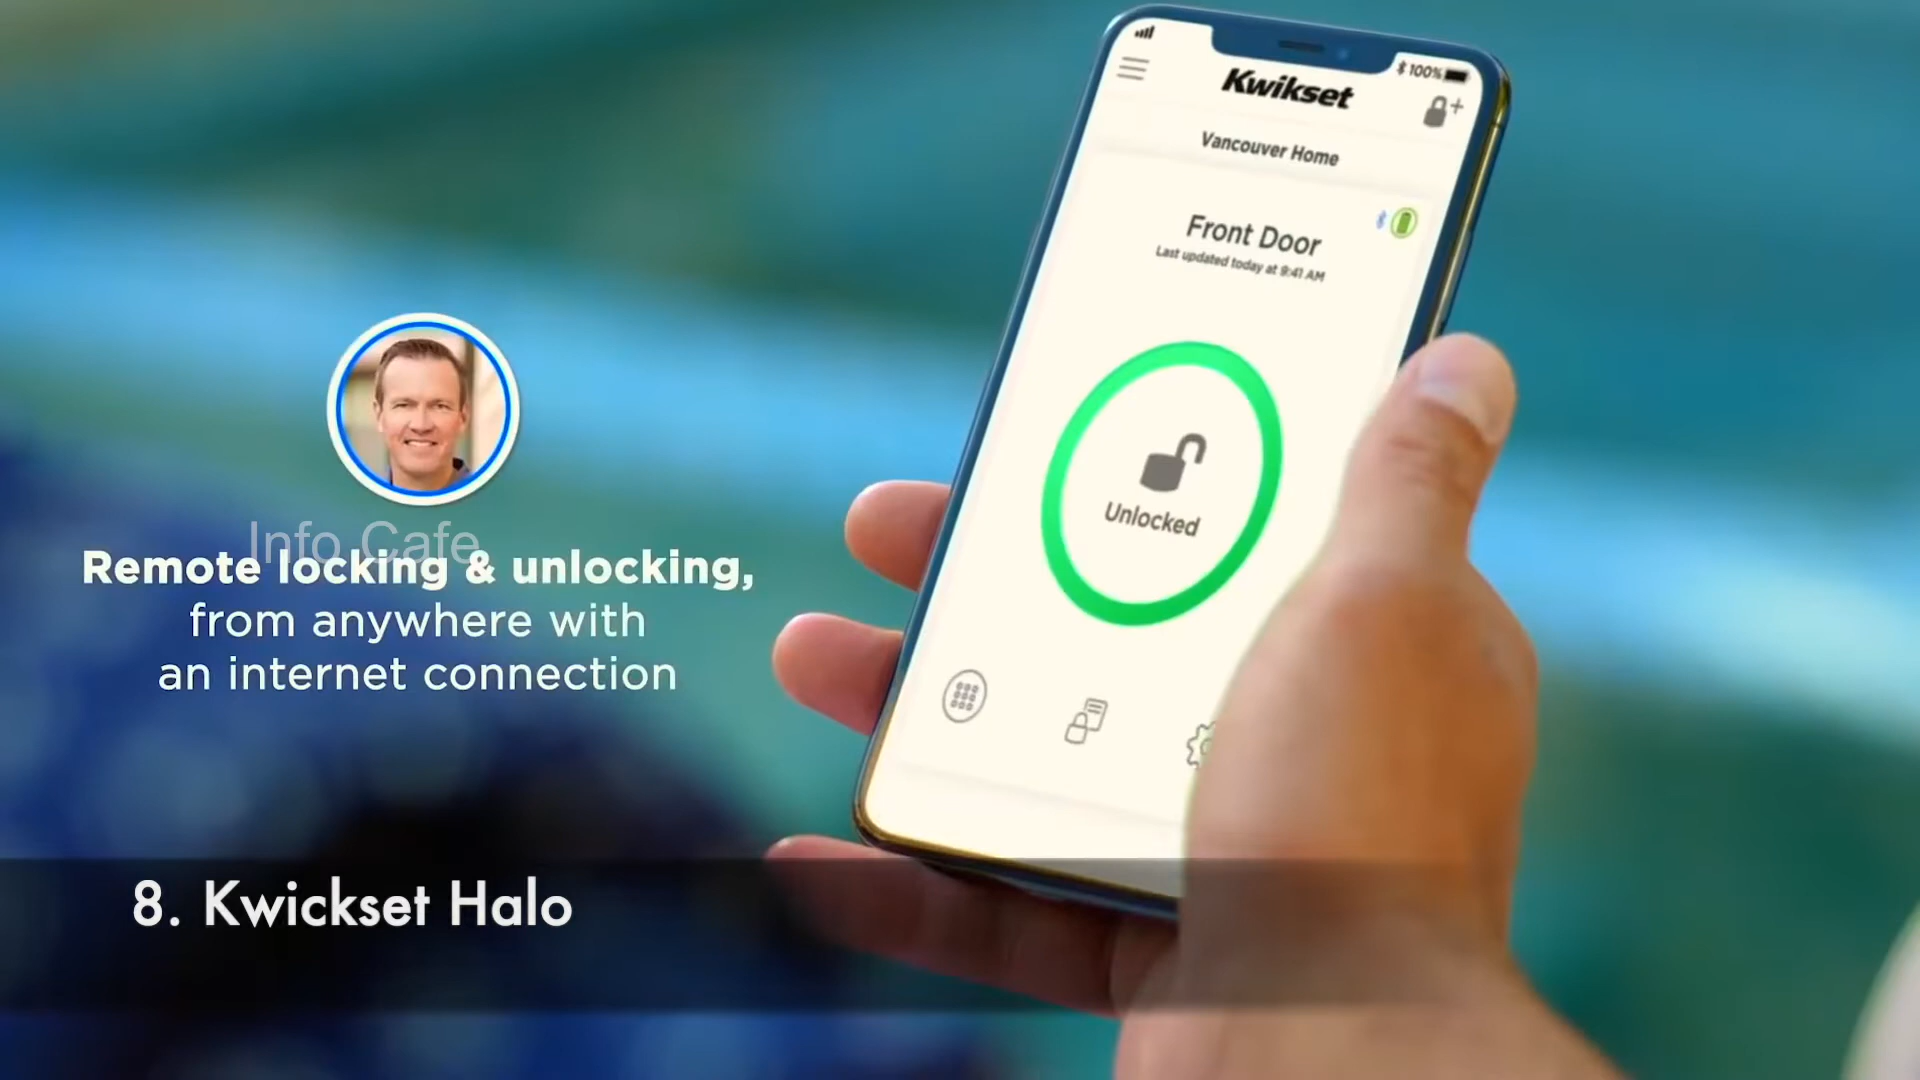 100%
Kwikset
Vancouver Home
Front Door
Last updated today at 9:41 AM
Unlocked
Info Cafe
Remote locking & unlocking,
from anywhere with
an internet connection
8. Kwickset Halo